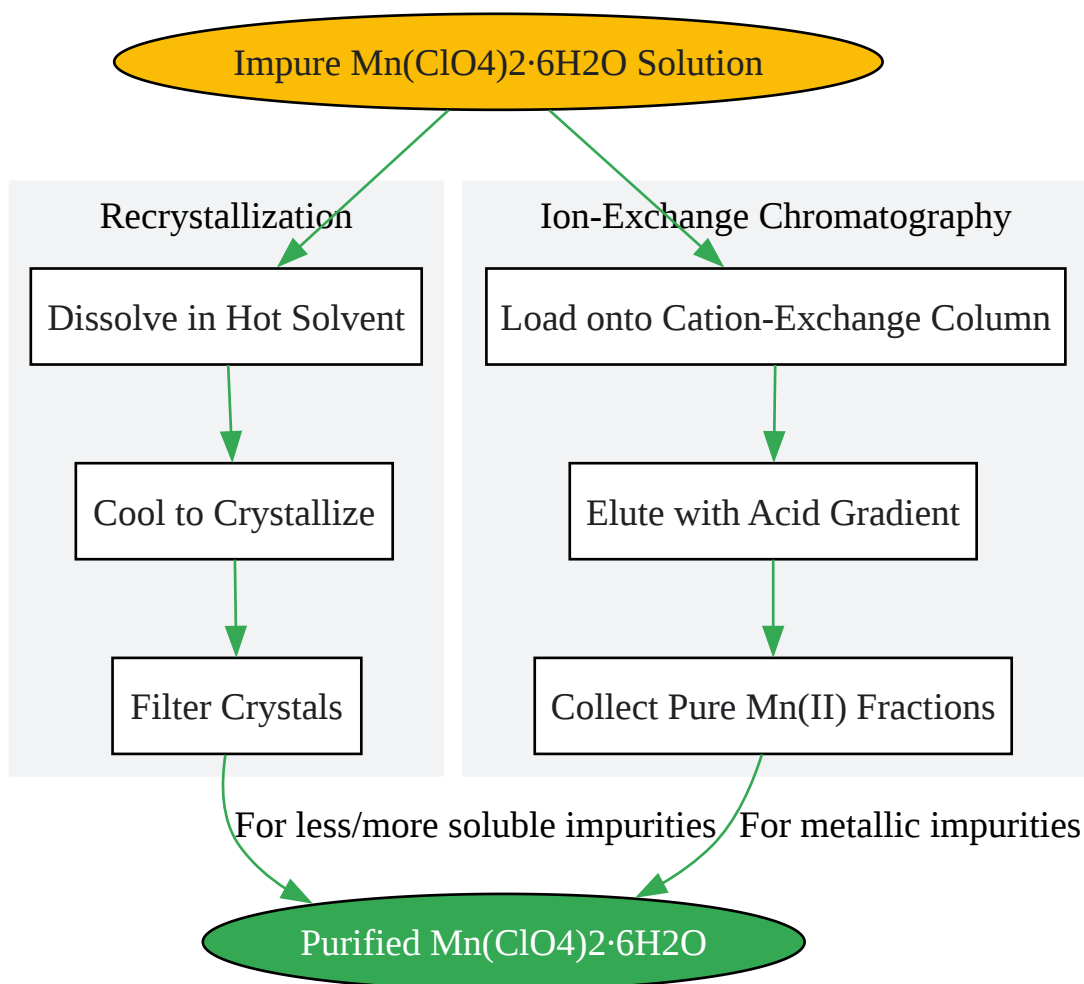 Impure Mn(ClO4)2·6H2O Solution
Recrystallization
Ion-Exchange Chromatography
Dissolve in Hot Solvent
Load onto Cation-Exchange Column
Cool to Crystallize
Elute with Acid Gradient
Filter Crystals
Collect Pure Mn(II) Fractions
For less/more soluble impurities
For metallic impurities
Purified Mn(ClO4)2·6H2O